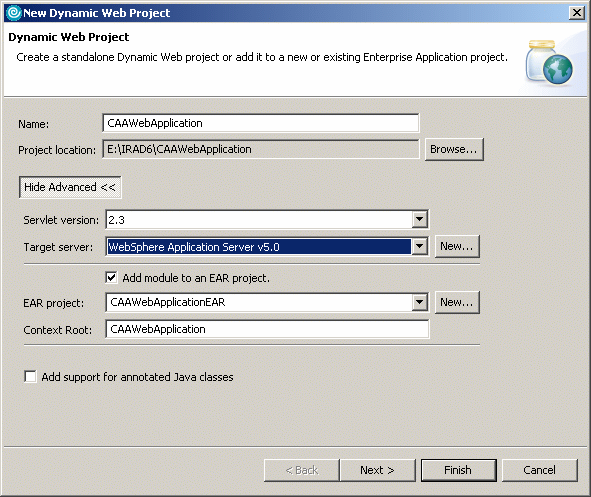 New Dynamic Web Project
Dynamic Web Project
Create a standalone Dynamic Web project or add it to a new or existing Enterprise Application project.
Name: CAAWebApplication
Project location: E:\IRAD6\CAAWebApplication Browse...
Hide Advanced <<
Servlet version: 2.3
Target server: WebSphere Application Server v5.0 New...
Add module to an EAR project.
EAR project: CAAWebApplicationEAR New...
Context Root: CAAWebApplication
Add support for annotated Java classes
< Back Next > Finish Cancel